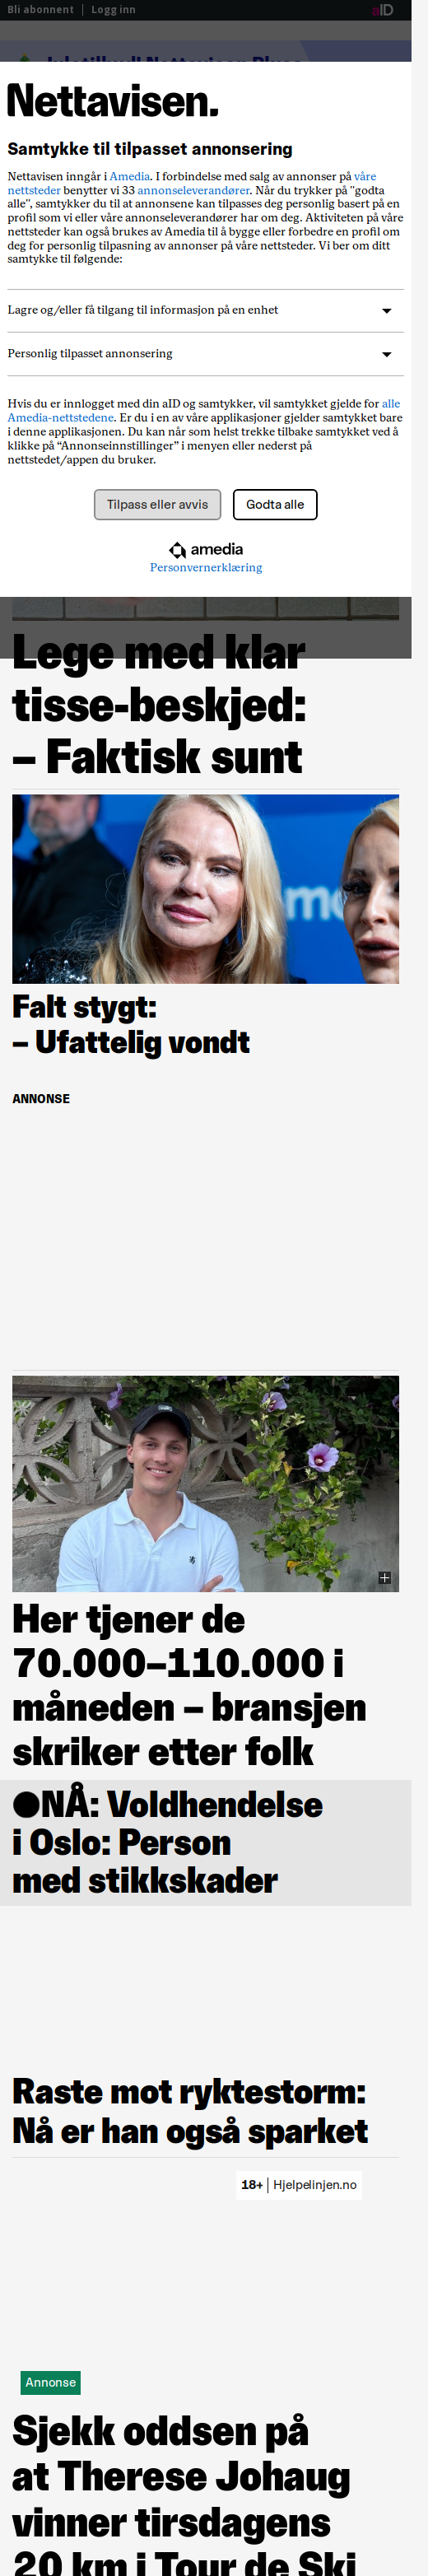 Bli abonnent | Logg inn
aID
Nettavisen.
Samtykke til tilpasset annonsering
Nettavisen inngår i Amedia. I forbindelse med salg av annonser på våre
nettsteder benytter vi 33 annonseleverandører. Når du trykker på "godta
alle", samtykker du til at annonsene kan tilpasses deg personlig basert på en
profil som vi eller våre annonseleverandører har om deg. Aktiviteten på våre
nettsteder kan også brukes av Amedia til å bygge eller forbedre en profil om
deg for personlig tilpasning av annonser på våre nettsteder. Vi ber om ditt
samtykke til følgende:
Lagre og/eller få tilgang til informasjon på en enhet
Personlig tilpasset annonsering
Hvis du er innlogget med din aID og samtykker, vil samtykket gjelde for alle
Amedia-nettstedene. Er du i en av våre applikasjoner gjelder samtykket bare
i denne applikasjonen. Du kan når som helst trekke tilbake samtykket ved å
klikke på “Annonseinnstillinger” i menyen eller nederst på
nettstedet/appen du bruker.
Tilpass eller avvis
Godta alle
amedia
Personvernerklæring
Lege med klar
tisse-beskjed:
– Faktisk sunt
Falt stygt:
– Ufattelig vondt
ANNONSE
Her tjener de
70.000–110.000 i
måneden – bransjen
skriker etter folk
●NÅ: Voldhendelse
i Oslo: Person
med stikkskader
Raste mot ryktestorm:
Nå er han også sparket
18+ | Hjelpelinjen.no
Annonse
Sjekk oddsen på
at Therese Johaug
vinner tirsdagens
20 km i Tour de Ski